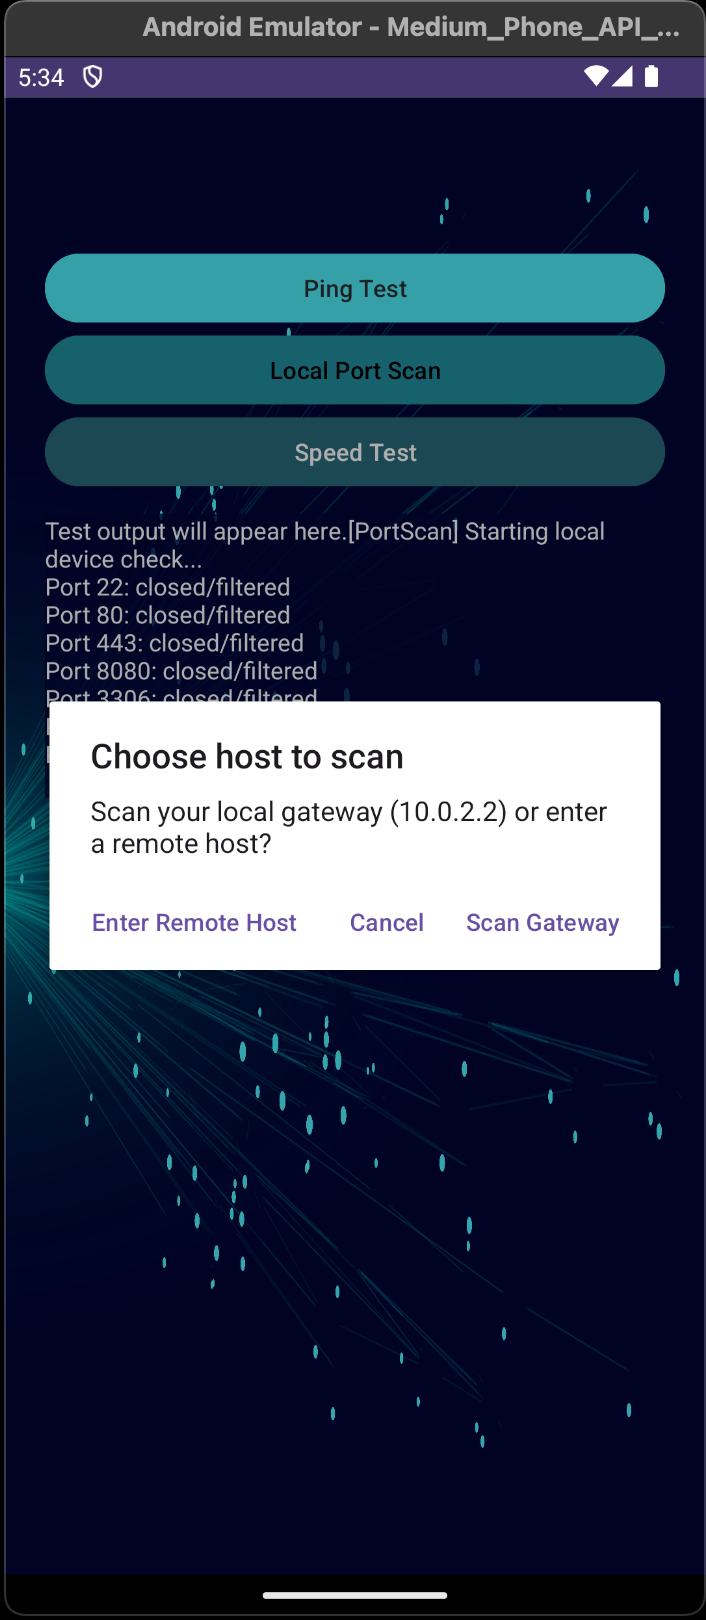 Android Emulator - Medium_Phone_API_...
5:34
Ping Test
Local Port Scan
Speed Test
Test output will appear here.[PortScan] Starting local
device check...
Port 22: closed/filtered
Port 80: closed/filtered
Port 443: closed/filtered
Port 8080: closed/filtered
Port 3306: closed/filtered
Choose host to scan
Scan your local gateway (10.0.2.2) or enter
a remote host?
Enter Remote Host
Cancel
Scan Gateway